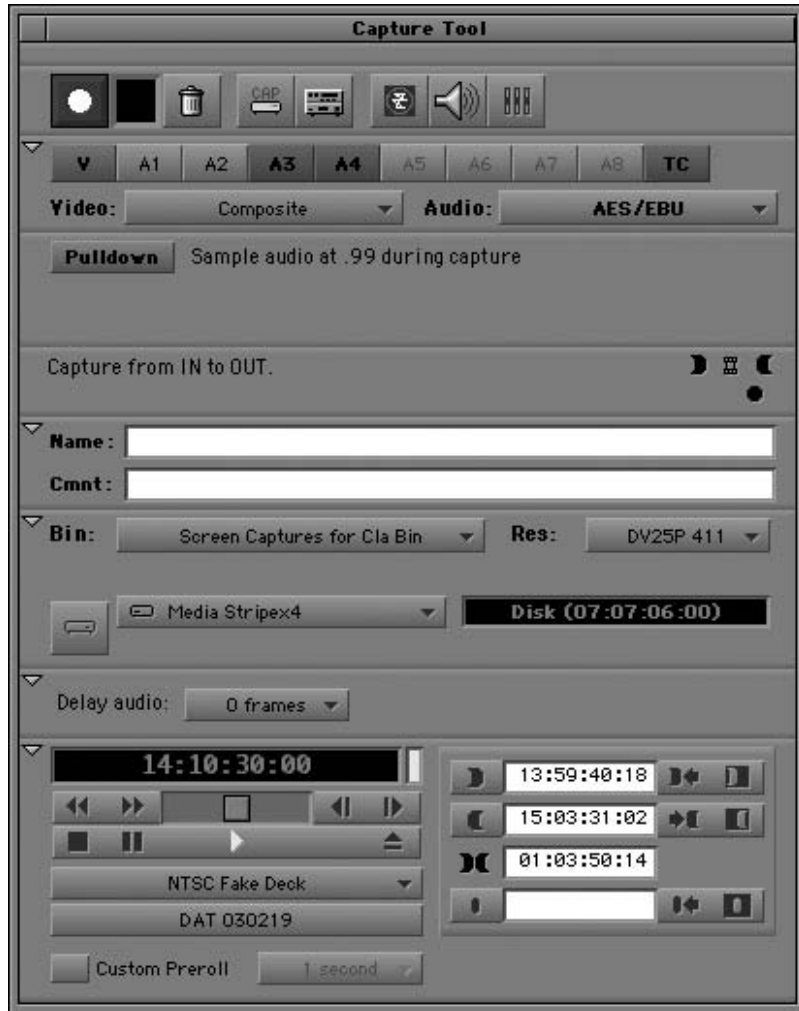 Capture Tool
CAP
V A1 A2 A3 A4 A5 A6 A7 A8 TC
Video: Composite Audio: AES/EBU
Pulldown Sample audio at .99 during capture
Capture from IN to OUT.
Name:
Cmnt:
Bin: Screen Captures for Cla Bin Res: DV25P 411
Media Stripex4 Disk (07:07:06:00)
Delay audio: 0 frames
14:10:30:00
13:59:40:18
15:03:31:02
01:03:50:14
NTSC Fake Deck
DAT 030219
Custom Preroll 1 second